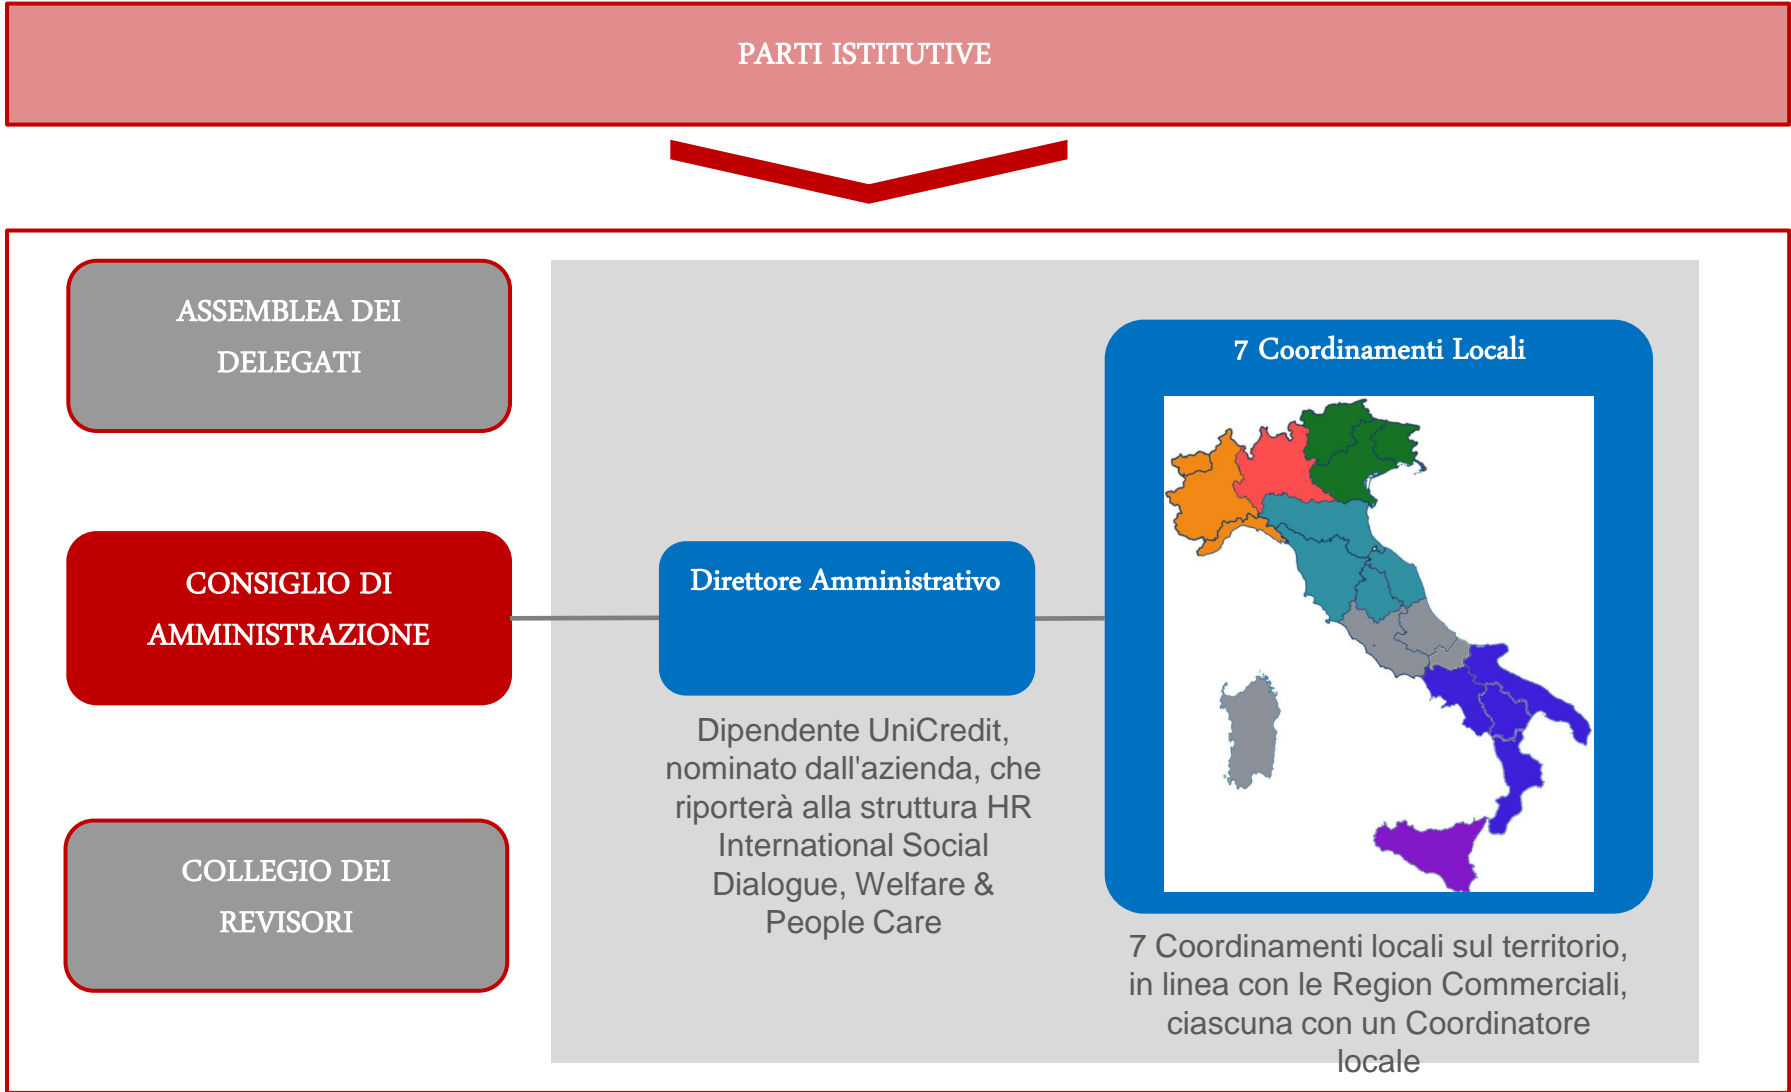 PARTI ISTITUTIVE
ASSEMBLEA DEI
DELEGATI
CONSIGLIO DI
AMMINISTRAZIONE
COLLEGIO DEI
REVISORI
Direttore Amministrativo
Dipendente UniCredit,
nominato dall'azienda, che
riporterà alla struttura HR
International Social
Dialogue, Welfare &
People Care
7 Coordinamenti Locali
7 Coordinamenti locali sul territorio,
in linea con le Region Commerciali,
ciascuna con un Coordinatore
locale